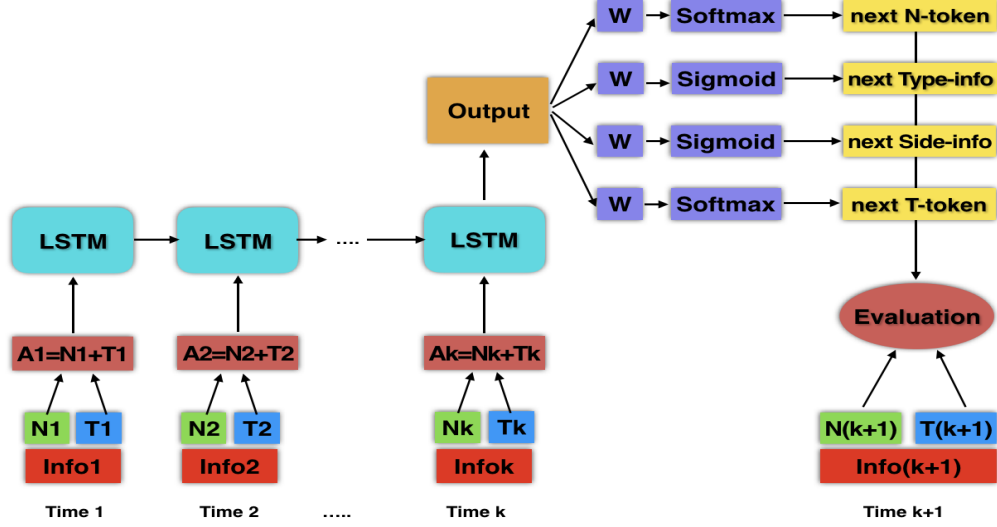 W Softmax next N-token
W Sigmoid next Type-info
Output
W Sigmoid next Side-info
W Softmax next T-token
LSTM LSTM .... LSTM
Evaluation
A1=N1+T1 A2=N2+T2 Ak=Nk+Tk
N1 T1 N2 T2 Nk Tk N(k+1) T(k+1)
Info1 Info2 Infok Info(k+1)
Time 1 Time 2 ..... Time k Time k+1